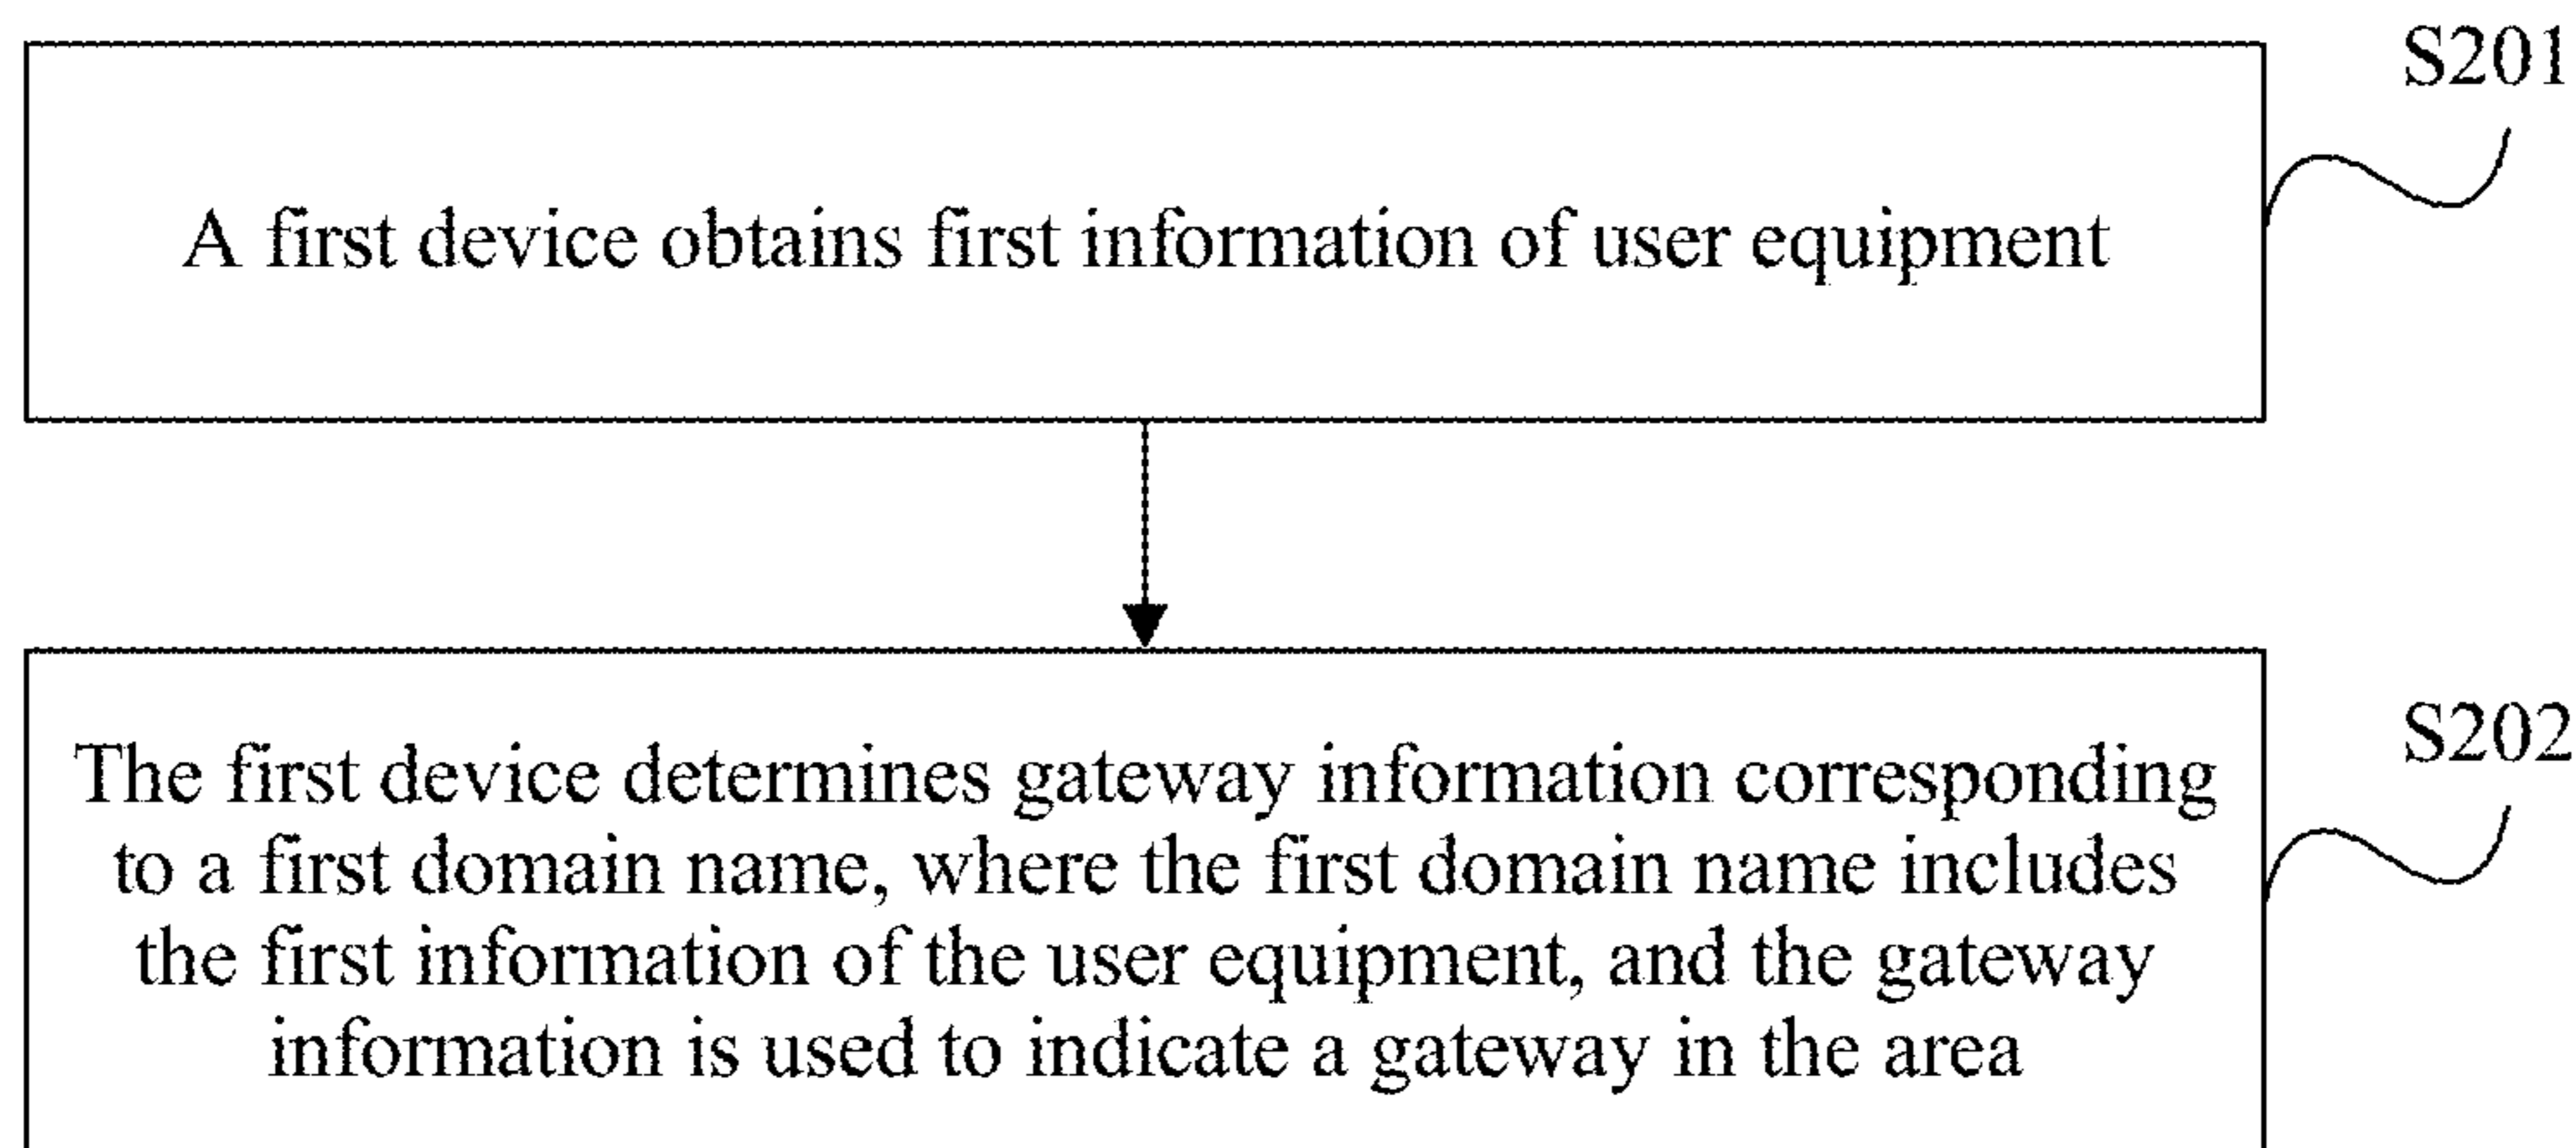 S201
A first device obtains first information of user equipment
S202
The first device determines gateway information corresponding
to a first domain name, where the first domain name includes
the first information of the user equipment, and the gateway
information is used to indicate a gateway in the area